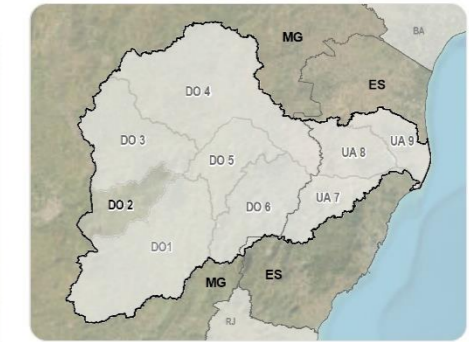 BA
MG
ES
DO 4
DO 3
UA 9
UA 8
DO 5
UA 7
DO 2
DO 6
DO1
ES
MG
RJ